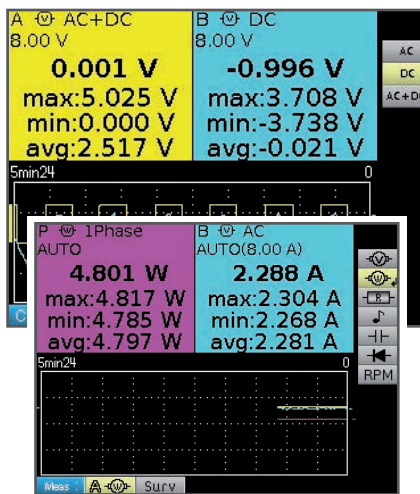 A V AC+DC
B V DC
8.00 V
8.00 V
0.001 V
-0.996 V
max:5.025 V
max:3.708 V
min:0.000 V
min:-3.738 V
avg:2.517 V
avg:-0.021 V
AC
DC
AC+DC
5min24
0
C
P W 1Phase
B W AC
AUTO
AUTO(8.00 A)
4.801 W
2.288 A
max:4.817 W
max:2.304 A
min:4.785 W
min:2.268 A
avg:4.797 W
avg:2.281 A
V
W
R
RPM
5min24
0
Meas :
A W
Surv